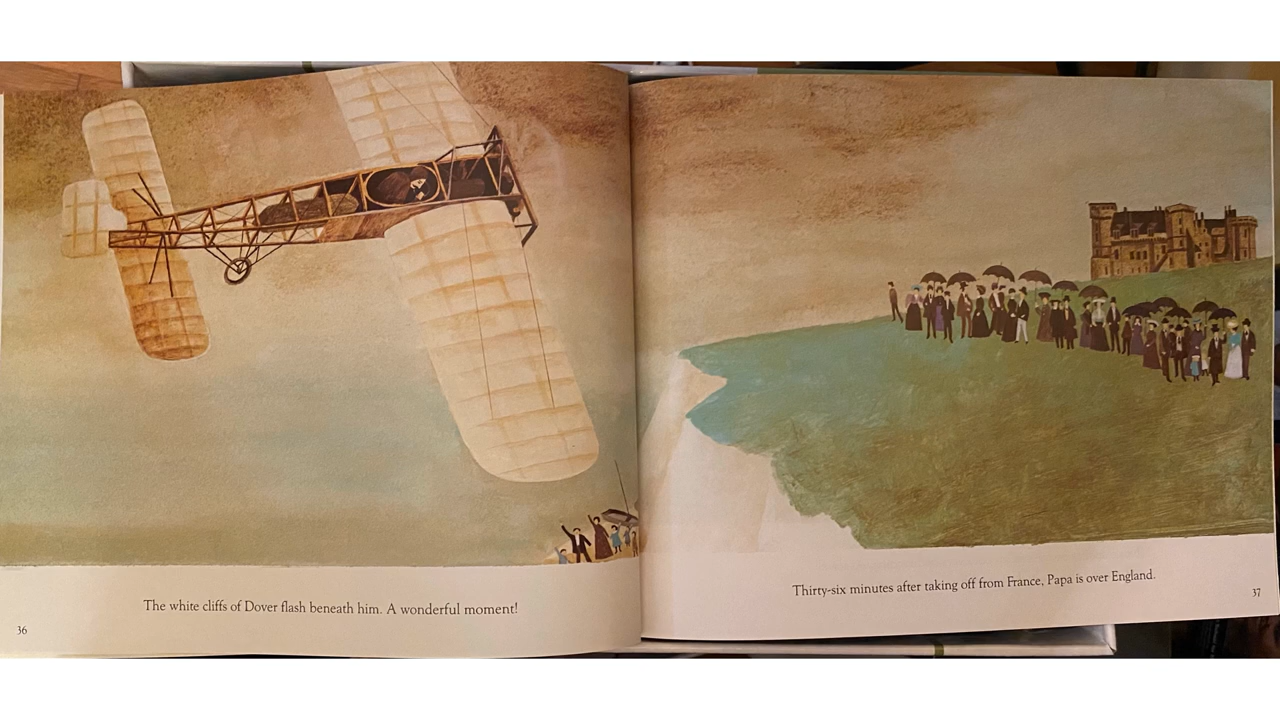 The white cliffs of Dover flash beneath him. A wonderful moment!
36
Thirty-six minutes after taking off from France, Papa is over England.
37